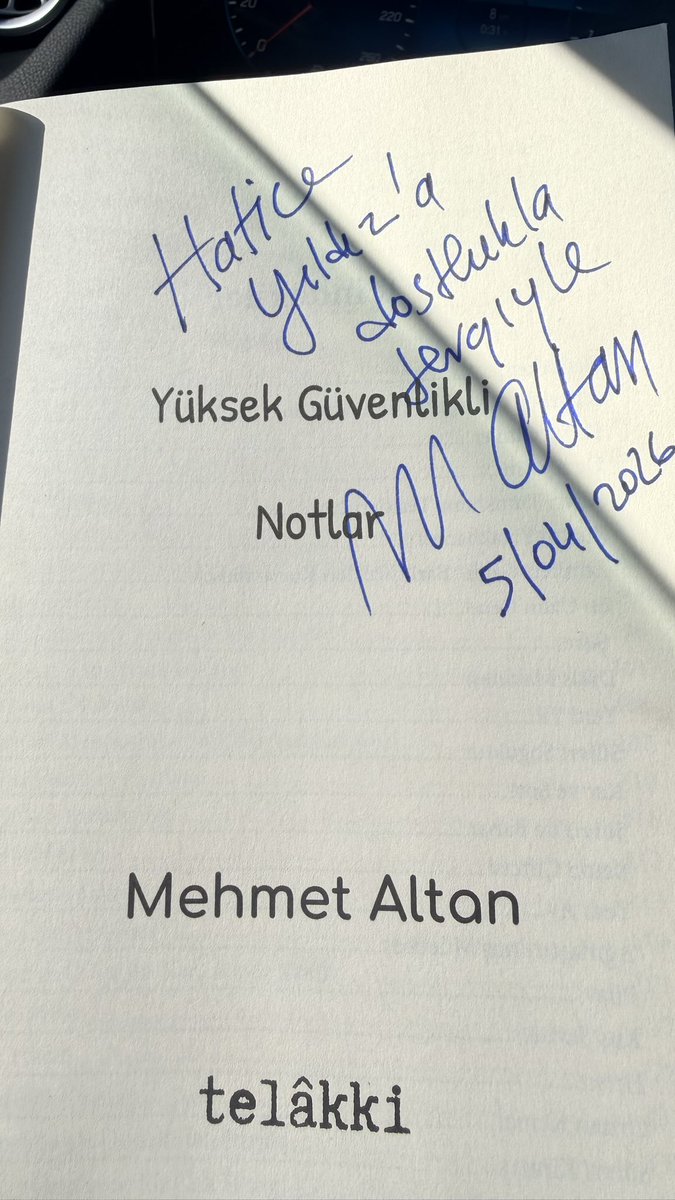 Hatice
Yıldız'a
dostlukla
sevgiyle
Yüksek Güvenlikli
M Altan
Notlar
5/04/2026
Mehmet Altan
telâkki